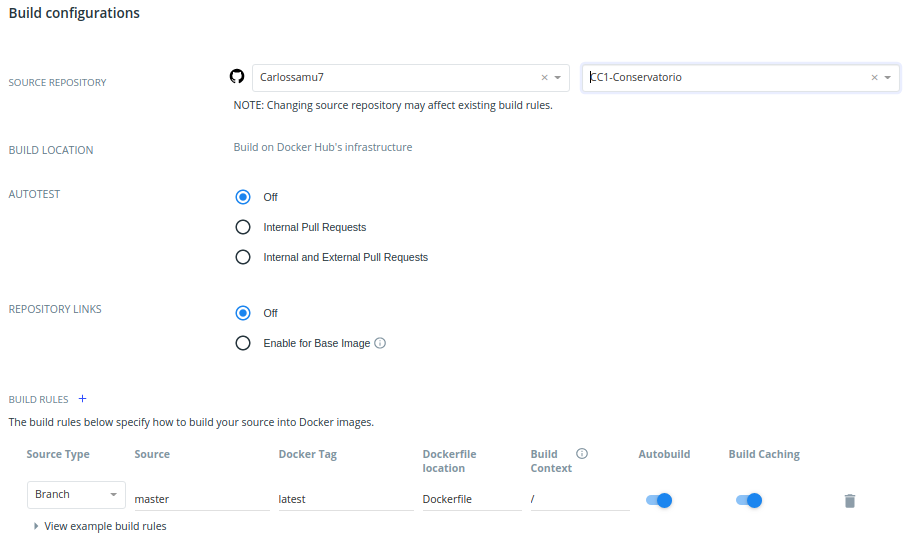 Build configurations
SOURCE REPOSITORY
Carlossamu7 × CC1-Conservatorio ×
NOTE: Changing source repository may affect existing build rules.
BUILD LOCATION
Build on Docker Hub's infrastructure
AUTOTEST
Off
Internal Pull Requests
Internal and External Pull Requests
REPOSITORY LINKS
Off
Enable for Base Image
BUILD RULES +
The build rules below specify how to build your source into Docker images.
Source Type Source Docker Tag Dockerfile location Build Context Autobuild Build Caching
Branch master latest Dockerfile /
View example build rules